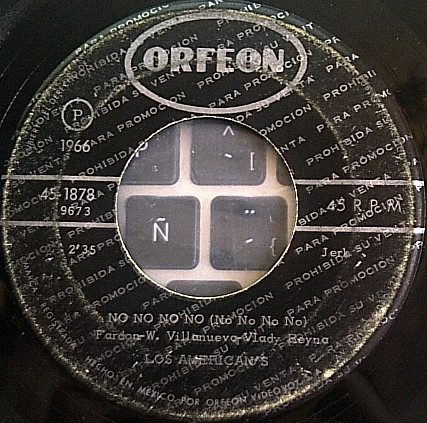 ORFEON
PARA PROMOCION
PROHIBIDA SU VENTA
P
1966
45-1878
9673
45 R.P.M
2'35
Jerk
^
~ [
Ñ
¨
{
NO NO NO NO (No No No No)
Fardon-W. Villanueva-Vlady Reyna
LOS AMERICAN'S
HECHO EN MEXICO POR ORFEON VIDEOVOX